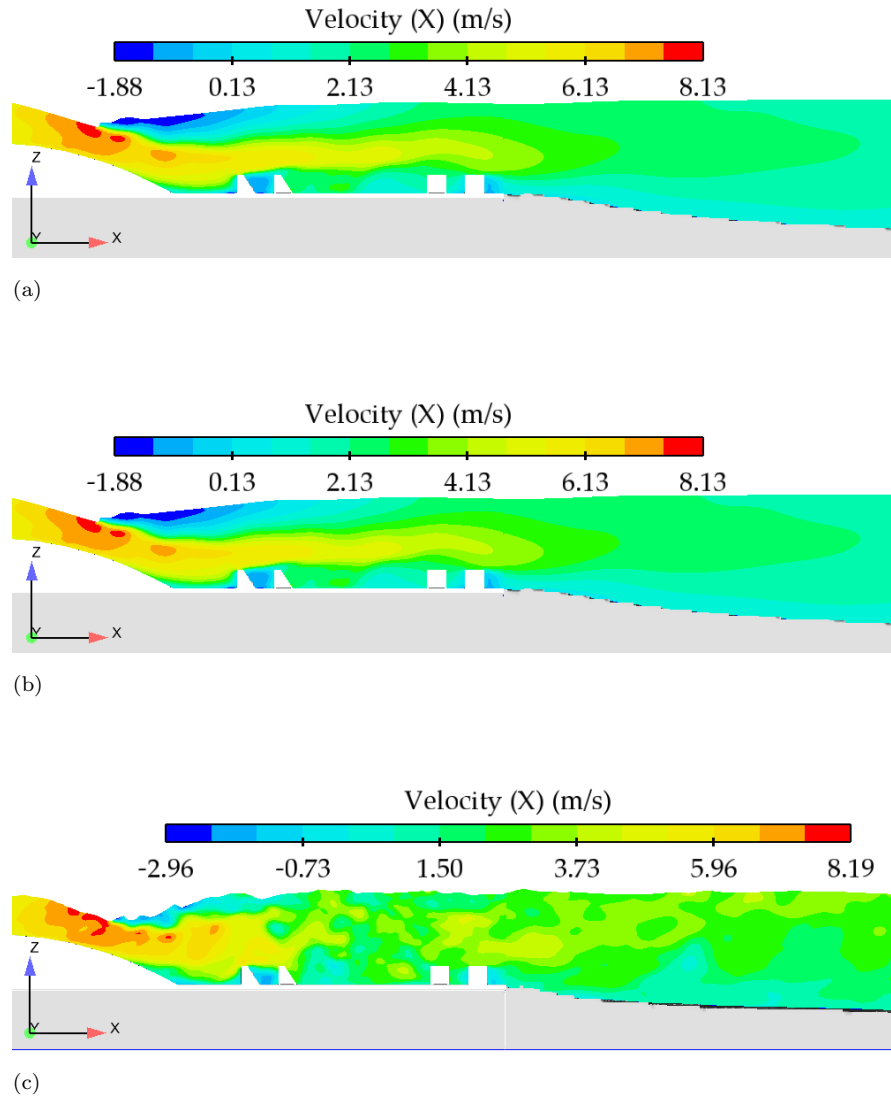 Velocity (X) (m/s)
-1.88 0.13 2.13 4.13 6.13 8.13
Z
Y X
(a)
Velocity (X) (m/s)
-1.88 0.13 2.13 4.13 6.13 8.13
Z
Y X
(b)
Velocity (X) (m/s)
-2.96 -0.73 1.50 3.73 5.96 8.19
Z
Y X
(c)